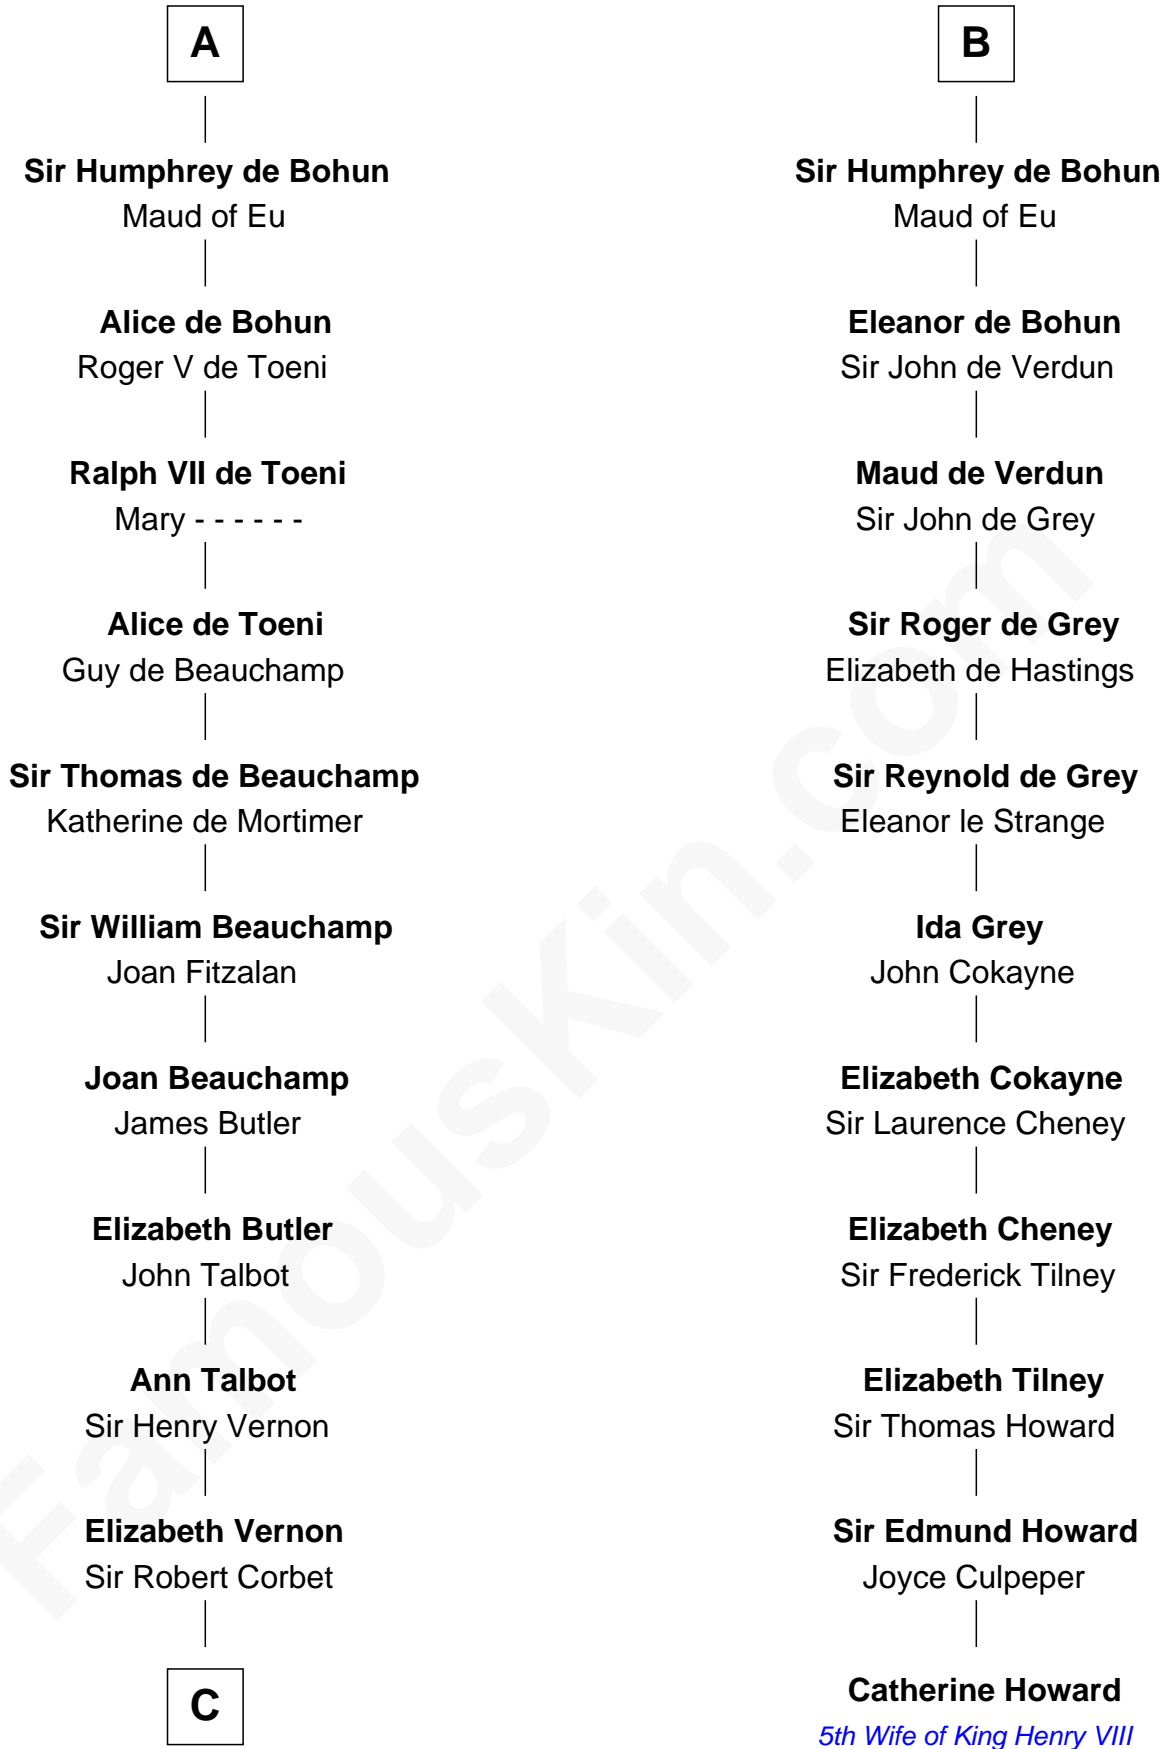 A
Sir Humphrey de Bohun
Maud of Eu
Alice de Bohun
Roger V de Toeni
Ralph VII de Toeni
Mary - - - - - -
Alice de Toeni
Guy de Beauchamp
Sir Thomas de Beauchamp
Katherine de Mortimer
Sir William Beauchamp
Joan Fitzalan
Joan Beauchamp
James Butler
Elizabeth Butler
John Talbot
Ann Talbot
Sir Henry Vernon
Elizabeth Vernon
Sir Robert Corbet
C
B
Sir Humphrey de Bohun
Maud of Eu
Eleanor de Bohun
Sir John de Verdun
Maud de Verdun
Sir John de Grey
Sir Roger de Grey
Elizabeth de Hastings
Sir Reynold de Grey
Eleanor le Strange
Ida Grey
John Cokayne
Elizabeth Cokayne
Sir Laurence Cheney
Elizabeth Cheney
Sir Frederick Tilney
Elizabeth Tilney
Sir Thomas Howard
Sir Edmund Howard
Joyce Culpeper
Catherine Howard
5th Wife of King Henry VIII
FamousKin.com